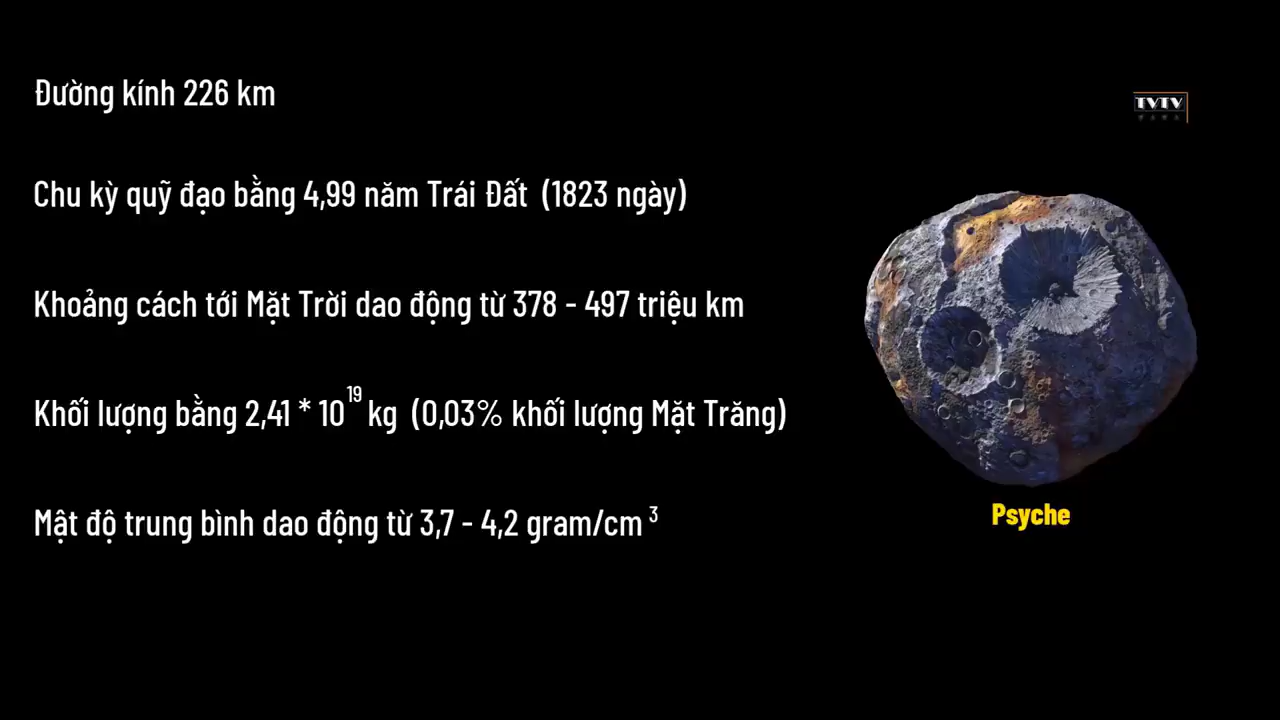 Đường kính 226 km
TVTV
Chu kỳ quỹ đạo bằng 4,99 năm Trái Đất (1823 ngày)
Khoảng cách tới Mặt Trời dao động từ 378 - 497 triệu km
Khối lượng bằng 2,41 * 10¹⁹ kg (0,03% khối lượng Mặt Trăng)
Mật độ trung bình dao động từ 3,7 - 4,2 gram/cm ³
Psyche